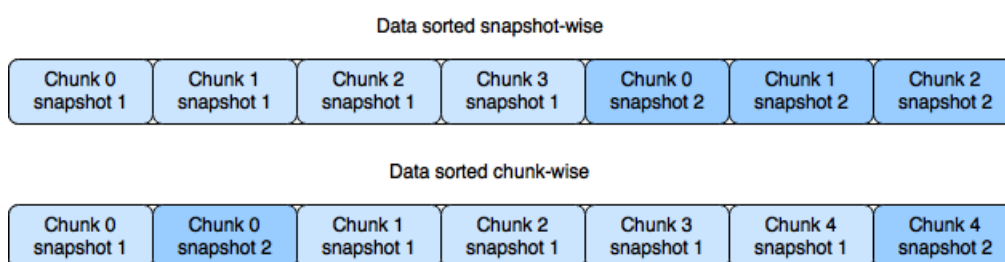 Data sorted snapshot-wise
Chunk 0 Chunk 1 Chunk 2 Chunk 3 Chunk 0 Chunk 1 Chunk 2
snapshot 1 snapshot 1 snapshot 1 snapshot 1 snapshot 2 snapshot 2 snapshot 2
Data sorted chunk-wise
Chunk 0 Chunk 0 Chunk 1 Chunk 2 Chunk 3 Chunk 4 Chunk 4
snapshot 1 snapshot 2 snapshot 1 snapshot 1 snapshot 1 snapshot 1 snapshot 2